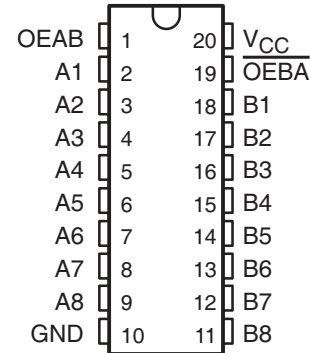 OEAB 1 20 VCC
A1 2 19 OEBA
A2 3 18 B1
A3 4 17 B2
A4 5 16 B3
A5 6 15 B4
A6 7 14 B5
A7 8 13 B6
A8 9 12 B7
GND 10 11 B8